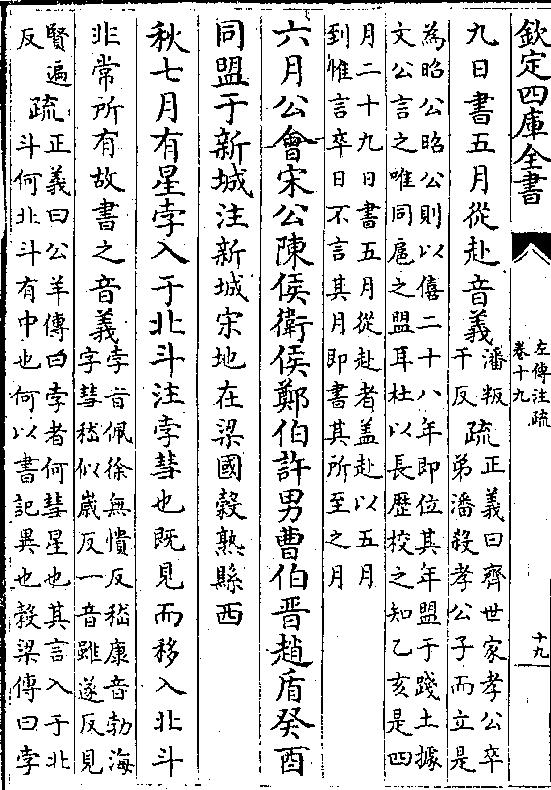 欽定四庫全書
左傳注疏
卷十九
十九
九日書五月從赴音義
潘叛
干反
疏
正義曰齊世家孝公卒
弟潘殺孝公子而立是
為昭公昭公則以僖二十八年即位其年盟于踐土據
文公言之唯同扈之盟耳杜以長歷校之知乙亥是四
月二十九日書五月從赴者盖赴以五月
到惟言卒日不言其月即書其所至之月
六月公會宋公陳侯衛侯鄭伯許男曹伯晉趙盾癸酉
同盟于新城注新城宋地在梁國穀熟縣西
秋七月有星孛入于北斗注孛彗也既見而移入北斗
非常所有故書之音義
孛音佩徐無憒反嵇康音勃海
字彗嵇似歲反一音雖遂反見
賢遍
反
疏
正義曰公羊傳曰孛者何彗星也其言入于北
斗何北斗有中也何以書記異也穀梁傳曰孛